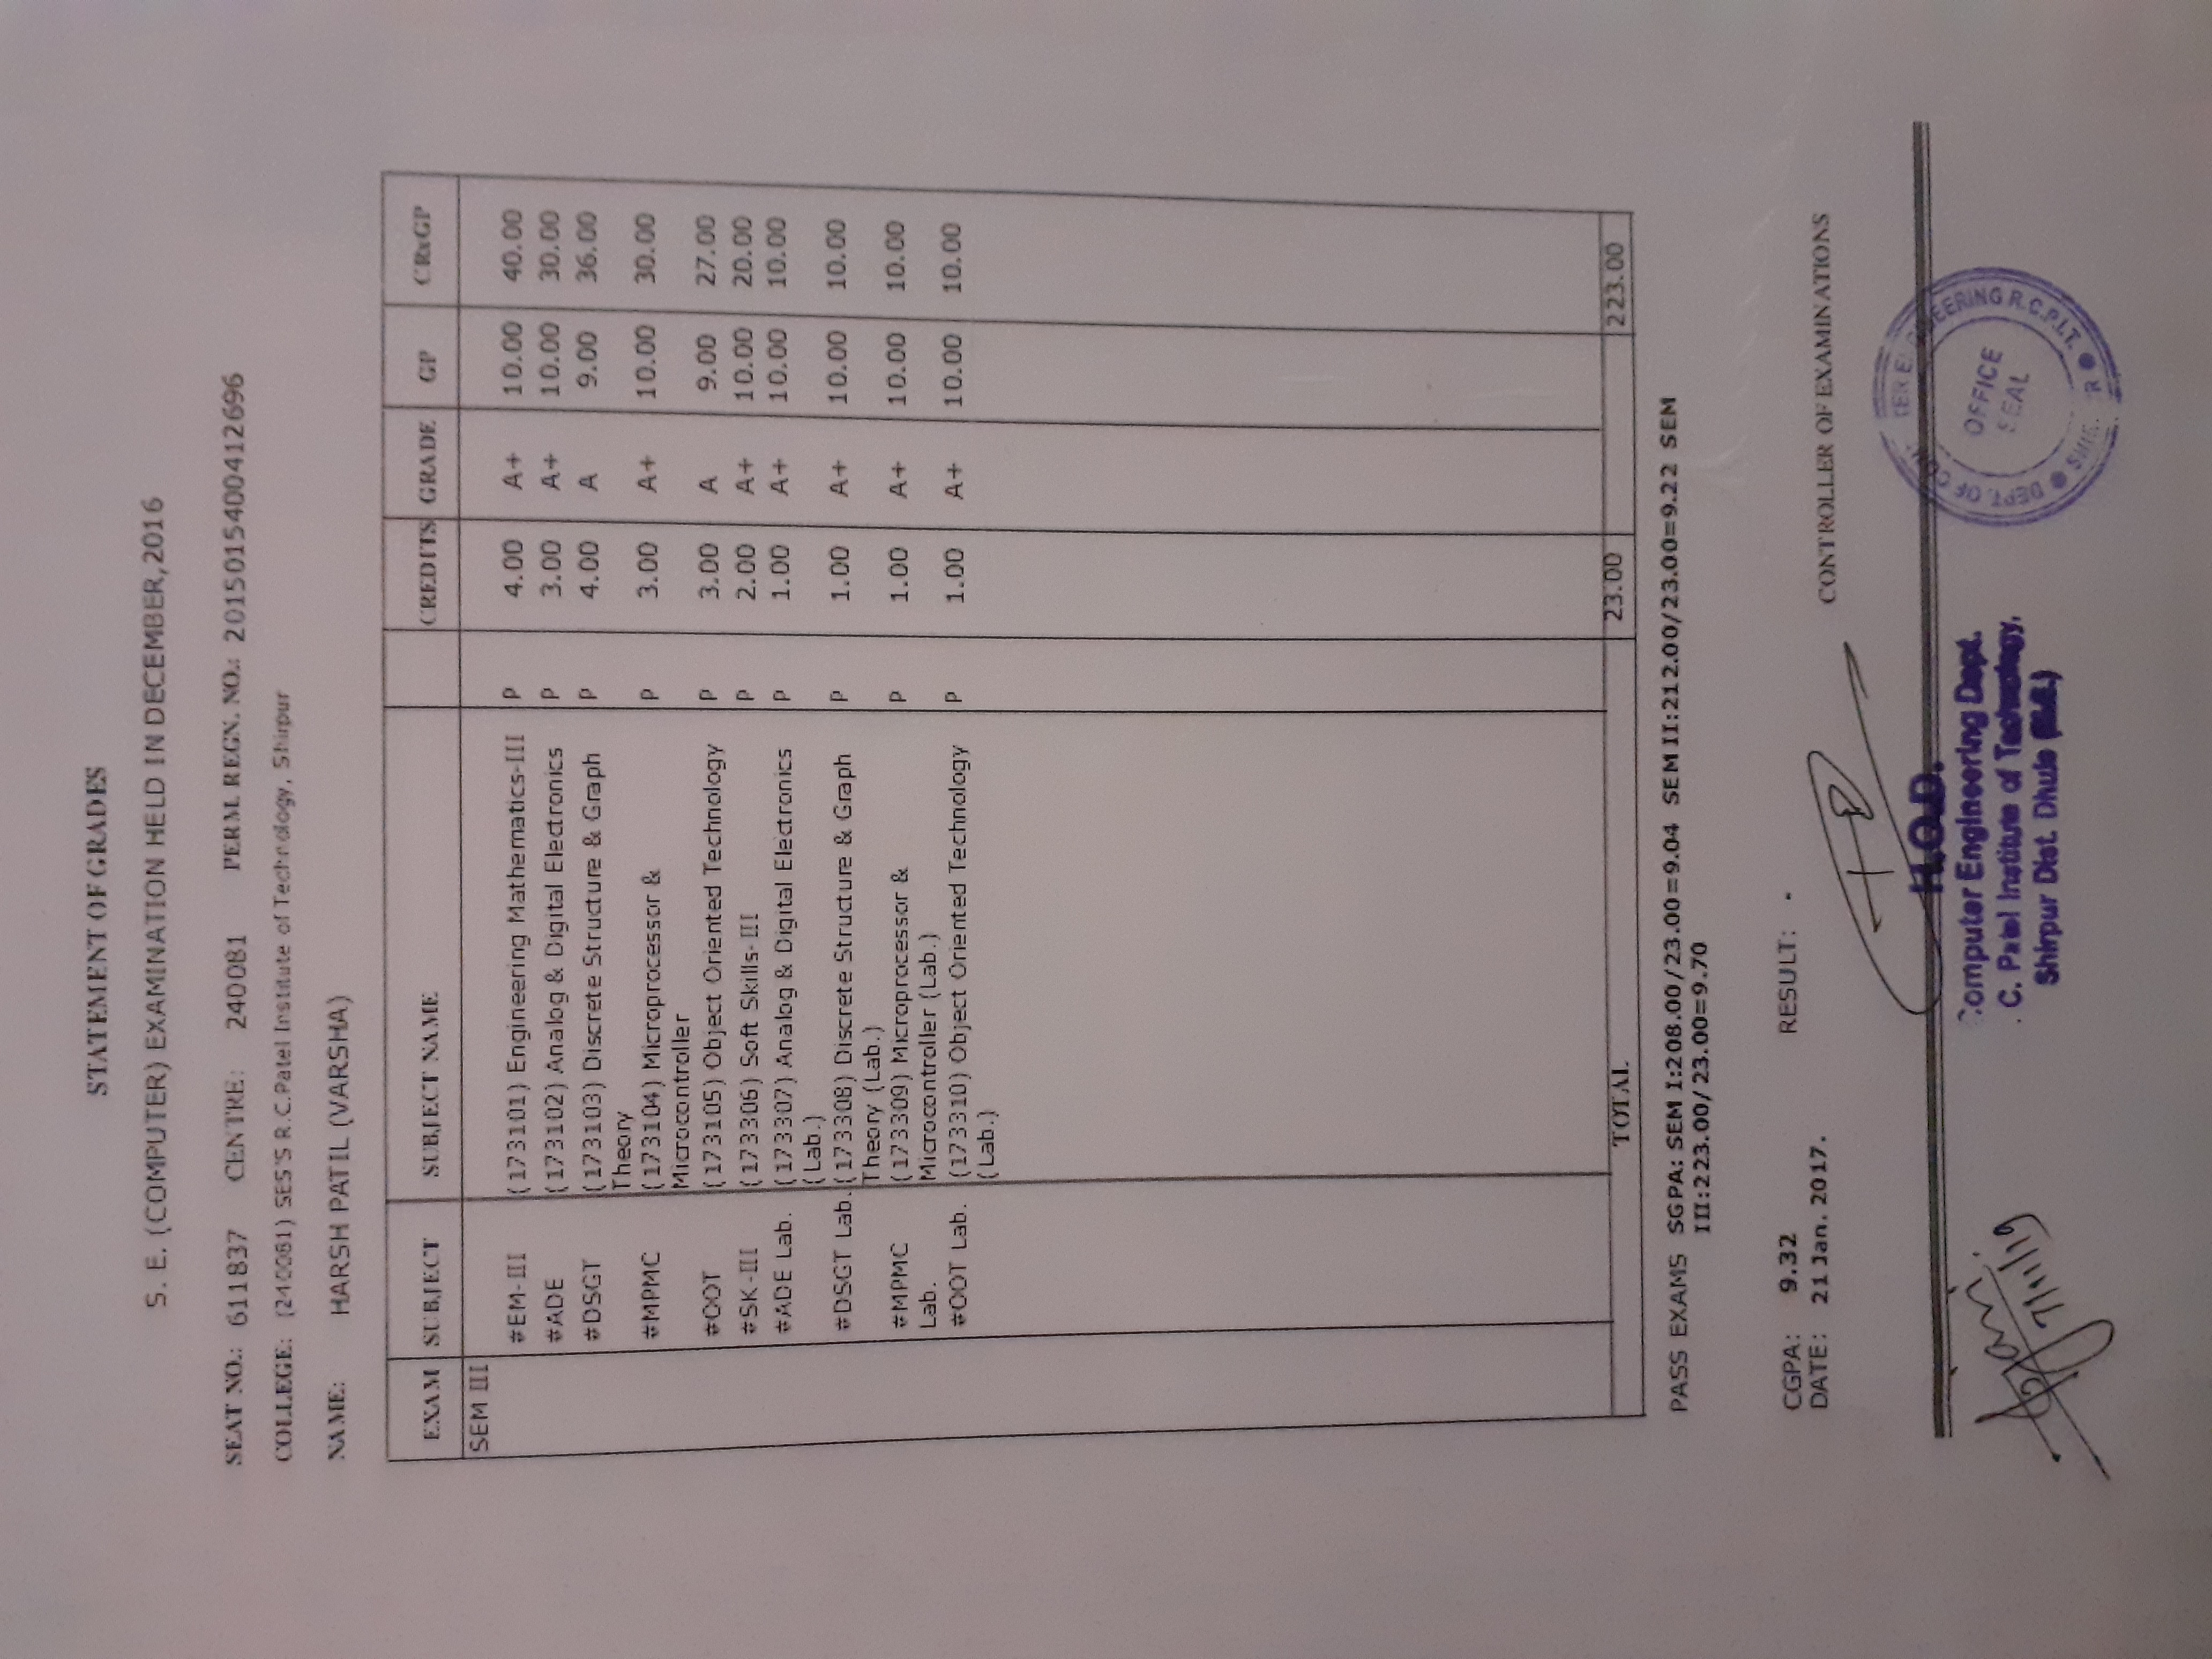 STATEMENT OF GRADES
S. E. (COMPUTER) EXAMINATION HELD IN DECEMBER,2016
SEAT NO.: 611837 CENTRE: 240081 PERM. REGN. NO.: 2015015400412696
COLLEGE: (240081) SES'S R.C.Patel Institute of Technology, Shirpur
NAME: HARSH PATIL (VARSHA)
EXAM SUBJECT SUBJECT NAME CREDITS GRADE GP CRxGP
SEM III
#EM-III (173101) Engineering Mathematics-III P 4.00 A+ 10.00 40.00
#ADE (173102) Analog & Digital Electronics P 3.00 A+ 10.00 30.00
#DSGT (173103) Discrete Structure & Graph P 4.00 A 9.00 36.00
Theory
#MPMC (173104) Microprocessor & P 3.00 A+ 10.00 30.00
Microcontroller
#OOT (173105) Object Oriented Technology P 3.00 A 9.00 27.00
#SK-III (173306) Soft Skills-III P 2.00 A+ 10.00 20.00
#ADE Lab. (173307) Analog & Digital Electronics P 1.00 A+ 10.00 10.00
(Lab.)
#DSGT Lab. (173308) Discrete Structure & Graph P 1.00 A+ 10.00 10.00
Theory (Lab.)
#MPMC (173309) Microprocessor & P 1.00 A+ 10.00 10.00
Lab. Microcontroller (Lab.)
#OOT Lab. (173310) Object Oriented Technology P 1.00 A+ 10.00 10.00
(Lab.)
TOTAL 23.00 223.00
PASS EXAMS SGPA: SEM I:208.00/23.00=9.04 SEM II:212.00/23.00=9.22 SEM
III:223.00/23.00=9.70
CGPA: 9.32 RESULT: -
DATE: 21 Jan. 2017.
CONTROLLER OF EXAMINATIONS
H.O.D.
Computer Engineering Dept.
. C. Patel Institute of Technology,
Shirpur Dist. Dhule (M.S.)
7/11/19
DEPT. OF COM TER E NEERING R.C.P.I.T.
OFFICE
SEAL
SHI R